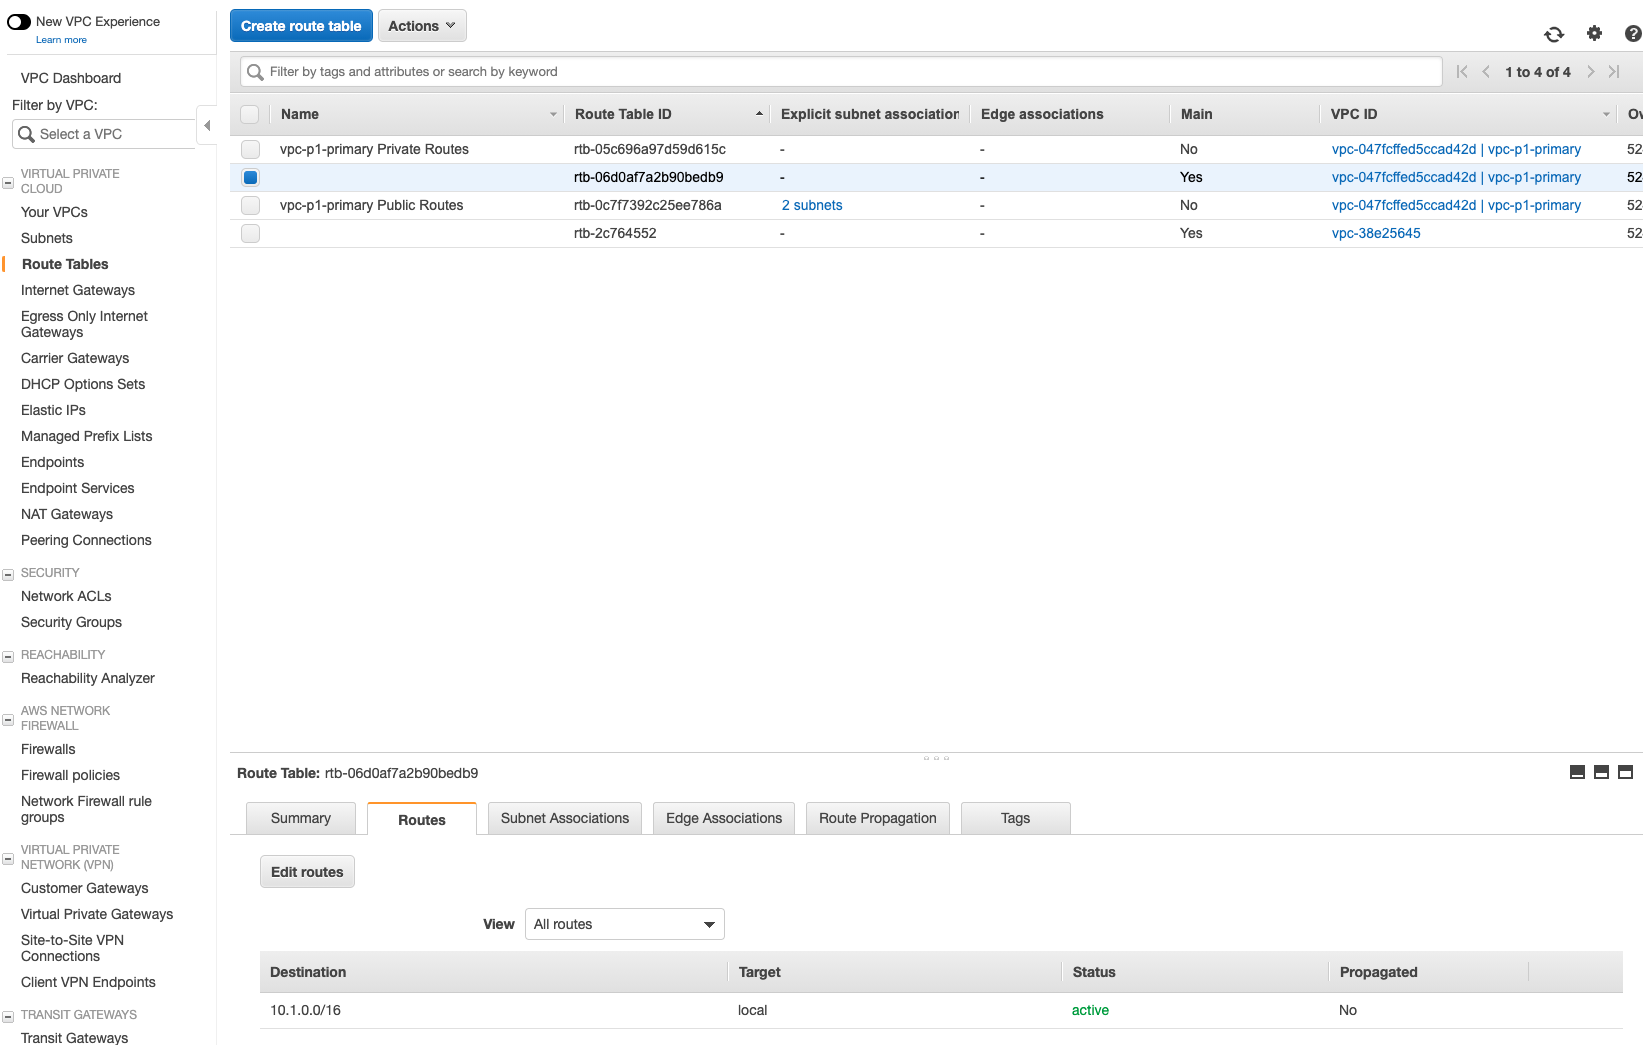 New VPC Experience
Learn more
VPC Dashboard
Filter by VPC:
Select a VPC
VIRTUAL PRIVATE
CLOUD
Your VPCs
Subnets
Route Tables
Internet Gateways
Egress Only Internet
Gateways
Carrier Gateways
DHCP Options Sets
Elastic IPs
Managed Prefix Lists
Endpoints
Endpoint Services
NAT Gateways
Peering Connections
SECURITY
Network ACLs
Security Groups
REACHABILITY
Reachability Analyzer
AWS NETWORK
FIREWALL
Firewalls
Firewall policies
Network Firewall rule
groups
VIRTUAL PRIVATE
NETWORK (VPN)
Customer Gateways
Virtual Private Gateways
Site-to-Site VPN
Connections
Client VPN Endpoints
TRANSIT GATEWAYS
Transit Gateways
Create route table Actions
Filter by tags and attributes or search by keyword 1 to 4 of 4
Name Route Table ID Explicit subnet association Edge associations Main VPC ID Ow
vpc-p1-primary Private Routes rtb-05c696a97d59d615c - - No vpc-047fcffed5ccad42d | vpc-p1-primary 52
rtb-06d0af7a2b90bedb9 - - Yes vpc-047fcffed5ccad42d | vpc-p1-primary 52
vpc-p1-primary Public Routes rtb-0c7f7392c25ee786a 2 subnets - No vpc-047fcffed5ccad42d | vpc-p1-primary 52
rtb-2c764552 - - Yes vpc-38e25645 52
Route Table: rtb-06d0af7a2b90bedb9
Summary Routes Subnet Associations Edge Associations Route Propagation Tags
Edit routes
View All routes
Destination Target Status Propagated
10.1.0.0/16 local active No